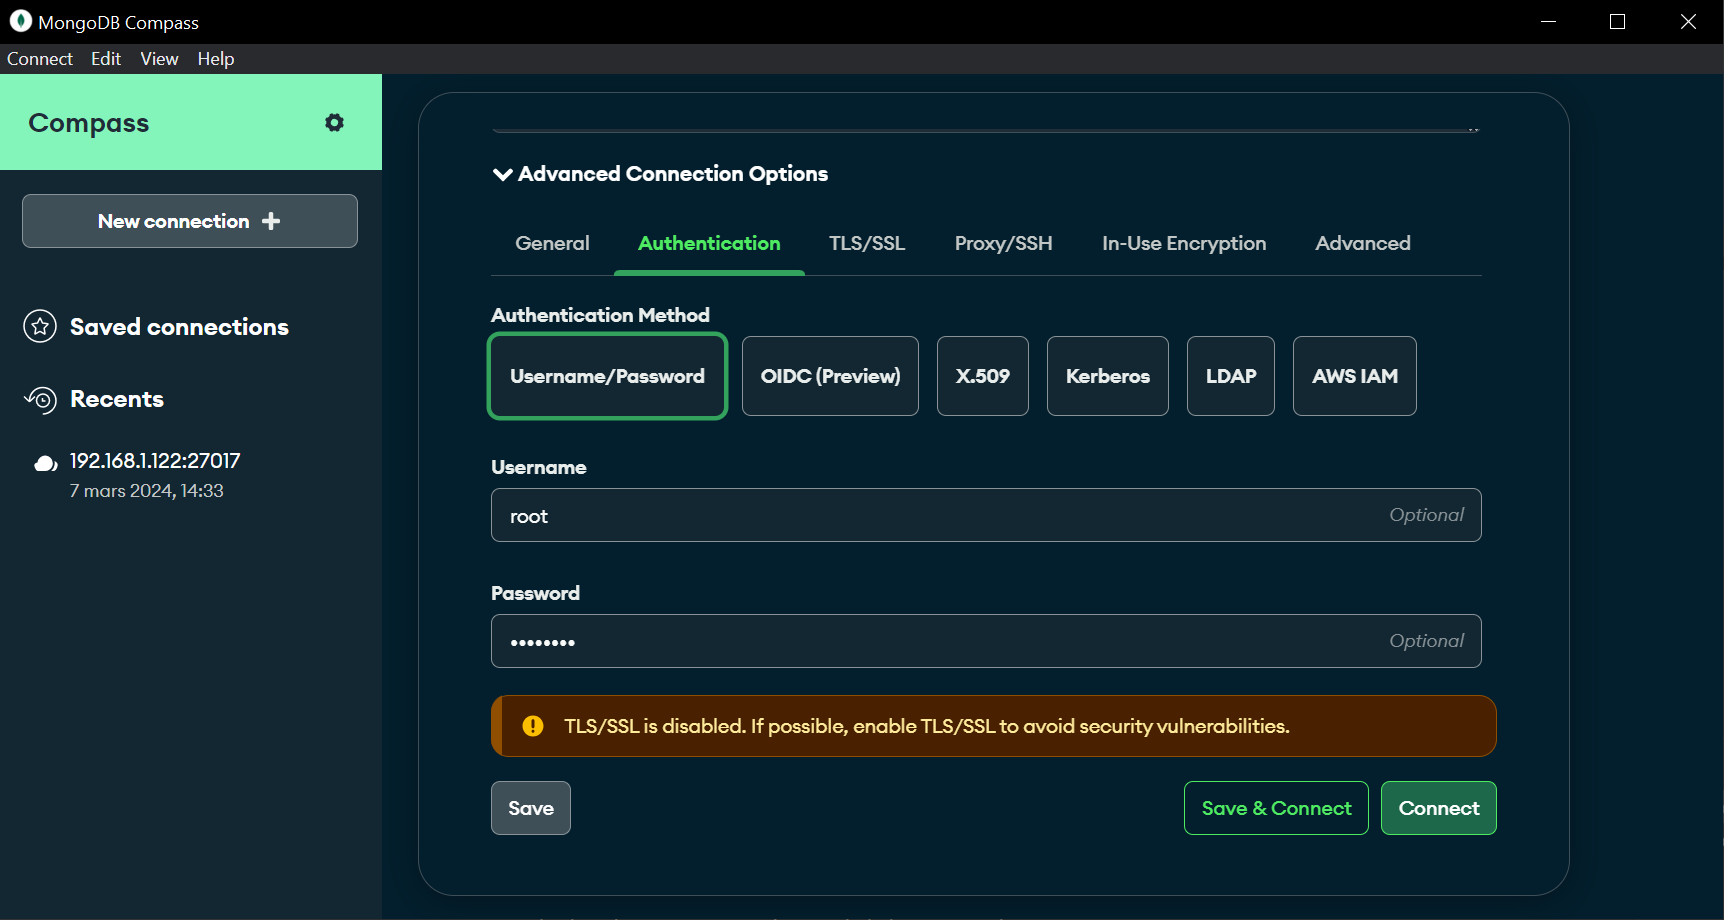 MongoDB Compass
Connect Edit View Help
Compass
New connection
Saved connections
Recents
192.168.1.122:27017
7 mars 2024, 14:33
Advanced Connection Options
General Authentication TLS/SSL Proxy/SSH In-Use Encryption Advanced
Authentication Method
Username/Password OIDC (Preview) X.509 Kerberos LDAP AWS IAM
Username
root Optional
Password
•••••••• Optional
TLS/SSL is disabled. If possible, enable TLS/SSL to avoid security vulnerabilities.
Save Save & Connect Connect